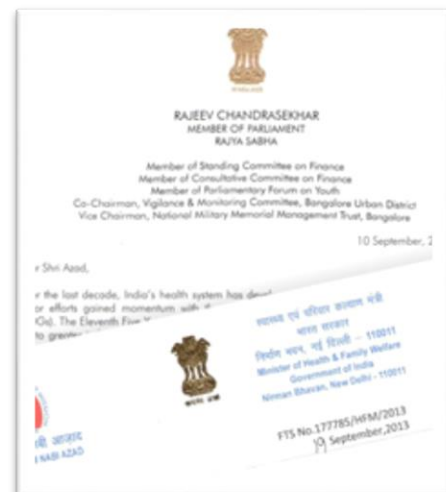 RAJEEV CHANDRASEKHAR
MEMBER OF PARLIAMENT
RAJYA SABHA
Member of Standing Committee on Finance
Member of Consultative Committee on Finance
Member of Parliamentary Forum on Youth
Co-Chairman, Vigilance & Monitoring Committee, Bangalore Urban District
Vice Chairman, National Military Memorial Management Trust, Bangalore
10 September, 2
r Shri Azad,
r the last decade, India's health system has
or efforts gained momentum with
Gs). The Eleventh Five
to greater
स्वास्थ्य एवं परिवार कल्याण मंत्री
भारत सरकार
निर्माण भवन, नई दिल्ली - 110011
Minister of Health & Family Welfare
Government of India
Nirman Bhavan, New Delhi - 110011
बी आज़ाद
NABI AZAD
FTS No.177785/HFM/2013
19 September,2013